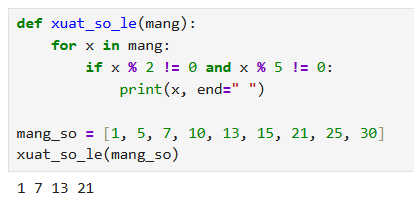 def xuat_so_le(mang):
    for x in mang:
        if x % 2 != 0 and x % 5 != 0:
            print(x, end=" ")

mang_so = [1, 5, 7, 10, 13, 15, 21, 25, 30]
xuat_so_le(mang_so)
1 7 13 21